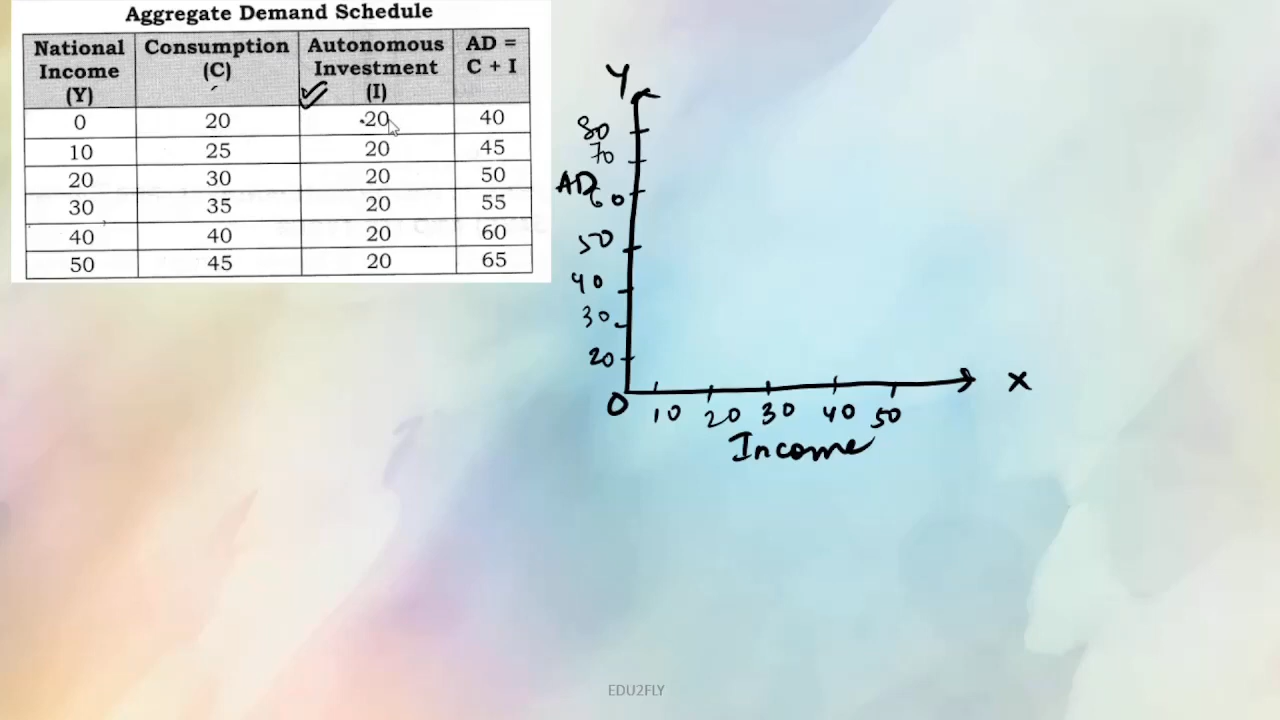 Aggregate Demand Schedule
National Income (Y) Consumption (C) Autonomous Investment (I) AD = C + I
0 20 20 40
10 25 20 45
20 30 20 50
30 35 20 55
40 40 20 60
50 45 20 65
Y
80
70
AD
60
50
40
30
20
0
10 20 30 40 50
X
Income
EDU2FLY